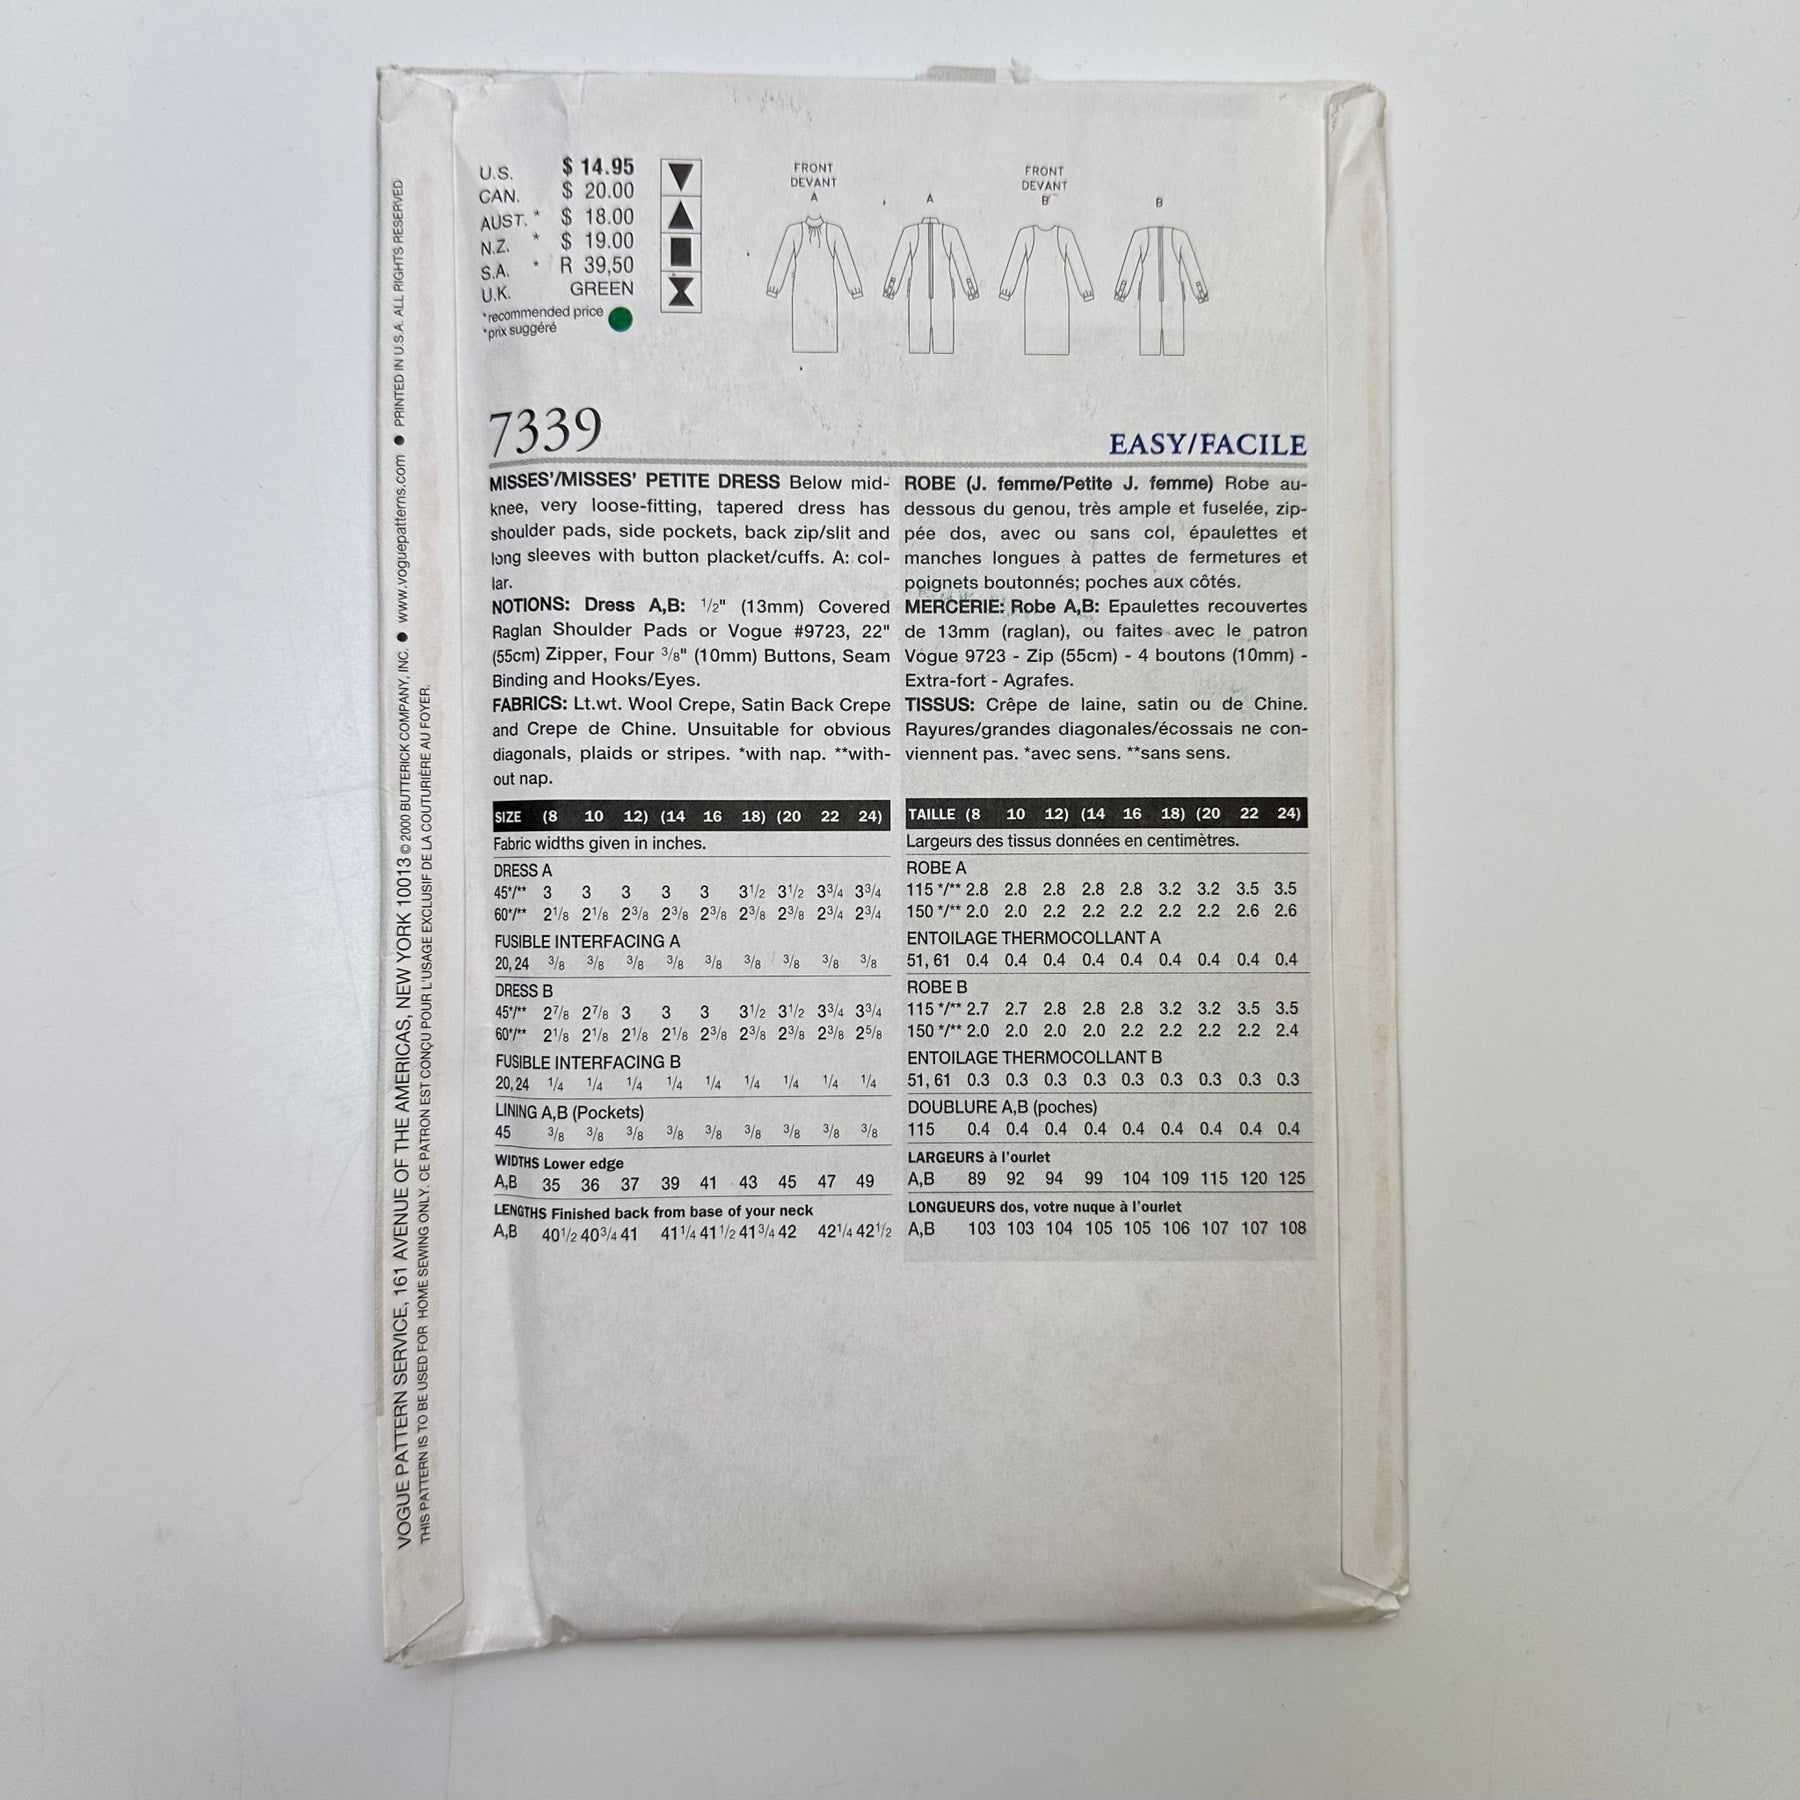 U.S. $ 14.95
CAN. $ 20.00
AUST. * $ 18.00
N.Z. * $ 19.00
S.A. * R 39,50
U.K. GREEN
*recommended price
*prix suggéré
FRONT
DEVANT
A
A
FRONT
DEVANT
B
B
7339
EASY/FACILE
MISSES'/MISSES' PETITE DRESS Below mid-
knee, very loose-fitting, tapered dress has
shoulder pads, side pockets, back zip/slit and
long sleeves with button placket/cuffs. A: col-
lar.
NOTIONS: Dress A,B: 1/2" (13mm) Covered
Raglan Shoulder Pads or Vogue #9723, 22"
(55cm) Zipper, Four 3/8" (10mm) Buttons, Seam
Binding and Hooks/Eyes.
FABRICS: Lt.wt. Wool Crepe, Satin Back Crepe
and Crepe de Chine. Unsuitable for obvious
diagonals, plaids or stripes. *with nap. **with-
out nap.
SIZE (8 10 12) (14 16 18) (20 22 24)
Fabric widths given in inches.
DRESS A
45*/** 3 3 3 3 3 3 1/2 3 1/2 3 3/4 3 3/4
60*/** 2 1/8 2 1/8 2 3/8 2 3/8 2 3/8 2 3/8 2 3/8 2 3/4 2 3/4
FUSIBLE INTERFACING A
20, 24 3/8 3/8 3/8 3/8 3/8 3/8 3/8 3/8 3/8
DRESS B
45*/** 2 7/8 2 7/8 3 3 3 3 1/2 3 1/2 3 3/4 3 3/4
60*/** 2 1/8 2 1/8 2 1/8 2 1/8 2 3/8 2 3/8 2 3/8 2 3/8 2 5/8
FUSIBLE INTERFACING B
20, 24 1/4 1/4 1/4 1/4 1/4 1/4 1/4 1/4 1/4
LINING A,B (Pockets)
45 3/8 3/8 3/8 3/8 3/8 3/8 3/8 3/8 3/8
WIDTHS Lower edge
A,B 35 36 37 39 41 43 45 47 49
LENGTHS Finished back from base of your neck
A,B 40 1/2 40 3/4 41 41 1/4 41 1/2 41 3/4 42 42 1/4 42 1/2
ROBE (J. femme/Petite J. femme) Robe au-
dessous du genou, très ample et fuselée, zip-
pée dos, avec ou sans col, épaulettes et
manches longues à pattes de fermetures et
poignets boutonnés; poches aux côtés.
MERCERIE: Robe A,B: Epaulettes recouvertes
de 13mm (raglan), ou faites avec le patron
Vogue 9723 - Zip (55cm) - 4 boutons (10mm) -
Extra-fort - Agrafes.
TISSUS: Crêpe de laine, satin ou de Chine.
Rayures/grandes diagonales/écossais ne con-
viennent pas. *avec sens. **sans sens.
TAILLE (8 10 12) (14 16 18) (20 22 24)
Largeurs des tissus données en centimètres.
ROBE A
115 */** 2.8 2.8 2.8 2.8 2.8 3.2 3.2 3.5 3.5
150 */** 2.0 2.0 2.2 2.2 2.2 2.2 2.2 2.6 2.6
ENTOILAGE THERMOCOLLANT A
51, 61 0.4 0.4 0.4 0.4 0.4 0.4 0.4 0.4 0.4
ROBE B
115 */** 2.7 2.7 2.8 2.8 2.8 3.2 3.2 3.5 3.5
150 */** 2.0 2.0 2.0 2.0 2.2 2.2 2.2 2.2 2.4
ENTOILAGE THERMOCOLLANT B
51, 61 0.3 0.3 0.3 0.3 0.3 0.3 0.3 0.3 0.3
DOUBLURE A,B (poches)
115 0.4 0.4 0.4 0.4 0.4 0.4 0.4 0.4 0.4
LARGEURS à l'ourlet
A,B 89 92 94 99 104 109 115 120 125
LONGUEURS dos, votre nuque à l'ourlet
A,B 103 103 104 105 105 106 107 107 108
VOGUE PATTERN SERVICE, 161 AVENUE OF THE AMERICAS, NEW YORK 10013 © 2000 BUTTERICK COMPANY, INC. ● www.voguepatterns.com ● PRINTED IN U.S.A. ALL RIGHTS RESERVED
THIS PATTERN IS TO BE USED FOR HOME SEWING ONLY. CE PATRON EST CONÇU POUR L'USAGE EXCLUSIF DE LA COUTURIÈRE AU FOYER.